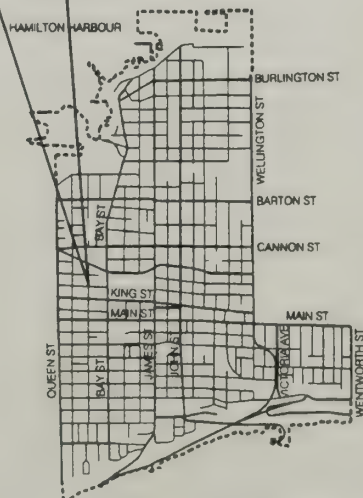 HAMILTON HARBOUR
BURLINGTON ST
WELLINGTON ST
BARTON ST
BAY ST
CANNON ST
KING ST
MAIN ST
MAIN ST
QUEEN ST
BAY ST
JAMES ST
JOHN ST
VICTORIA AVE
WENTWORTH ST